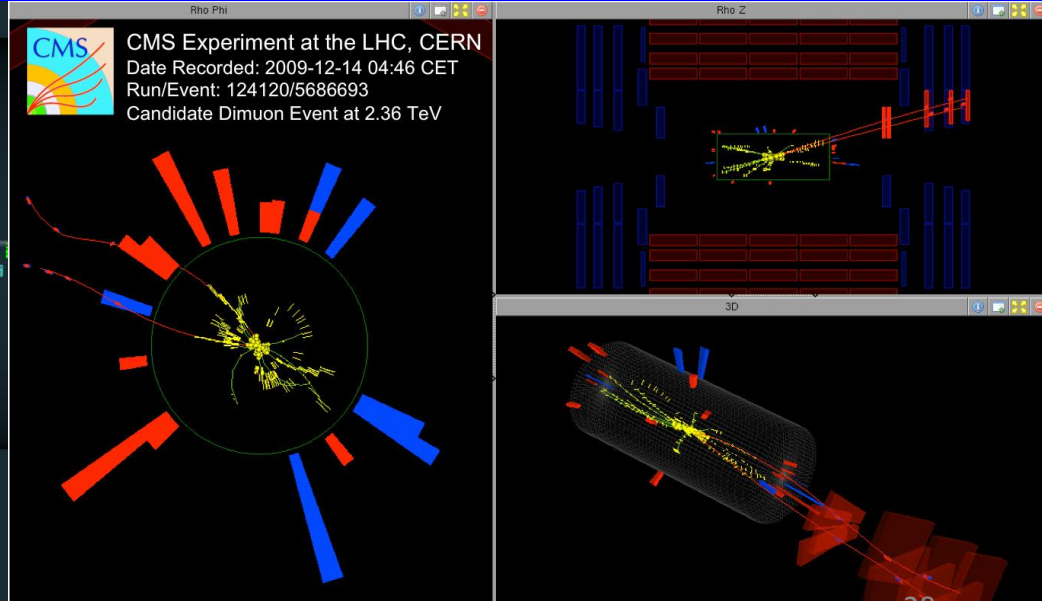 Rho Phi
CMS
CMS Experiment at the LHC, CERN
Date Recorded: 2009-12-14 04:46 CET
Run/Event: 124120/5686693
Candidate Dimuon Event at 2.36 TeV
Rho Z
3D